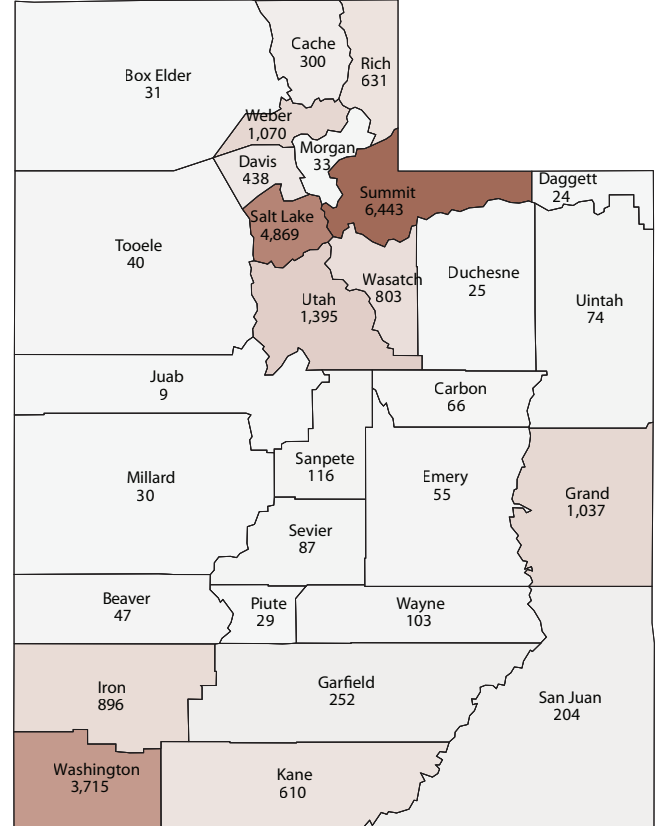 Cache
300
Rich
631
Box Elder
31
Weber
1,070
Morgan
33
Davis
438
Summit
6,443
Daggett
24
Salt Lake
4,869
Tooele
40
Wasatch
803
Duchesne
25
Utah
1,395
Uintah
74
Juab
9
Carbon
66
Sanpete
116
Millard
30
Emery
55
Grand
1,037
Sevier
87
Beaver
47
Piute
29
Wayne
103
Iron
896
Garfield
252
San Juan
204
Washington
3,715
Kane
610